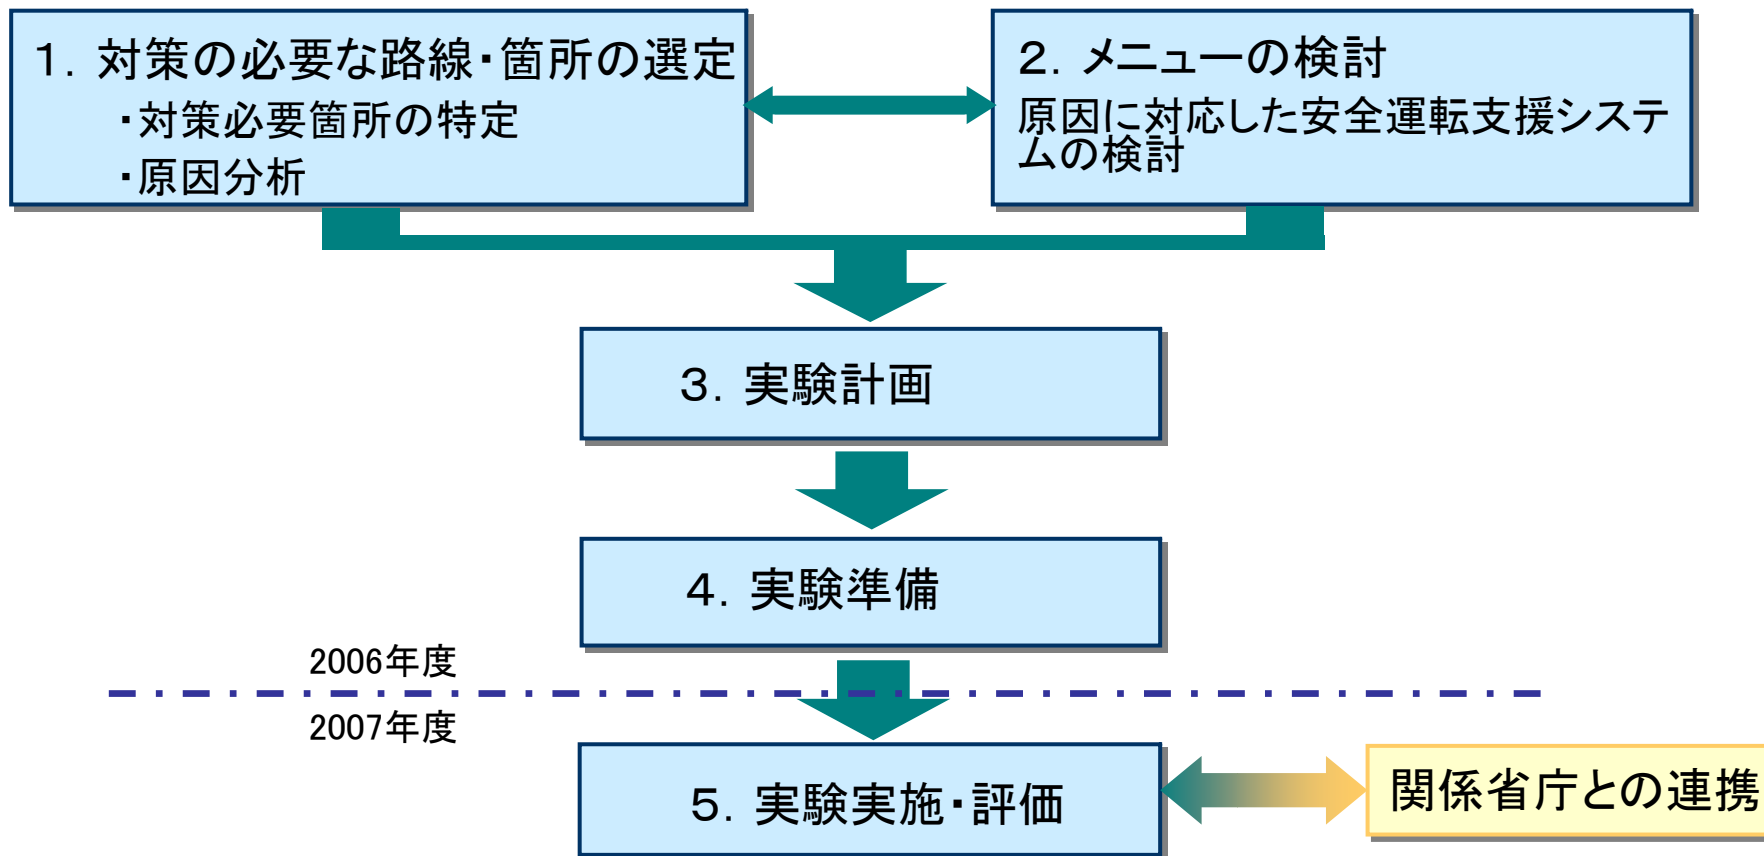 １．対策の必要な路線・箇所の選定
・対策必要箇所の特定
・原因分析
２．メニューの検討
原因に対応した安全運転支援システ
ムの検討
３．実験計画
４．実験準備
2006年度
2007年度
５．実験実施・評価
関係省庁との連携